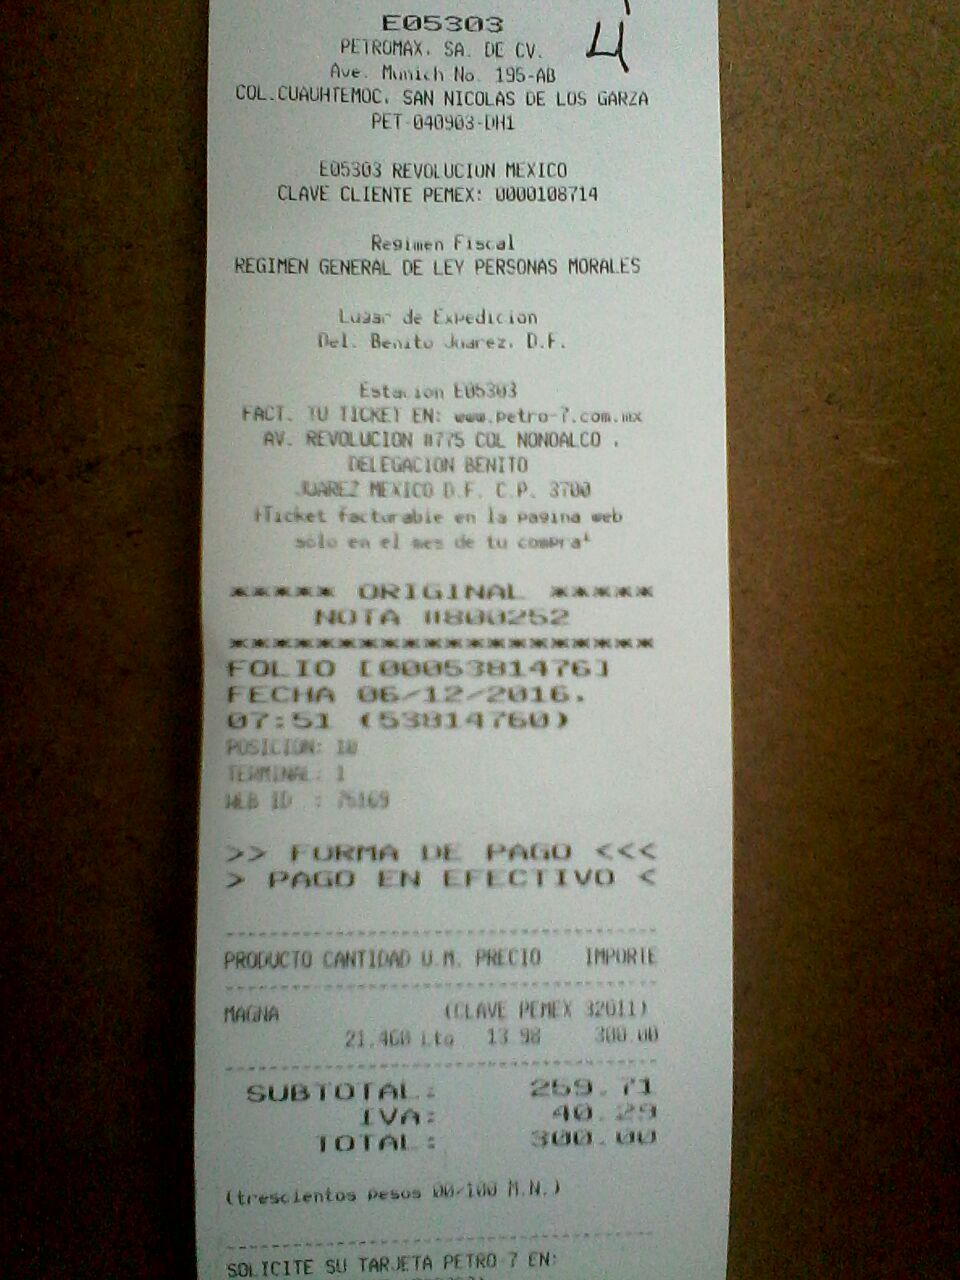 E05303
4
PETROMAX. SA. DE CV.
Ave. Munich No. 195-AB
COL.CUAUHTEMOC. SAN NICOLAS DE LOS GARZA
PET-040903-DH1
E05303 REVOLUCION MEXICO
CLAVE CLIENTE PEMEX: 0000108714
Regimen Fiscal
REGIMEN GENERAL DE LEY PERSONAS MORALES
Lugar de Expedicion
Del. Benito Juarez. D.F.
Estacion E05303
FACT. TU TICKET EN: www.petro-7.com.mx
AV. REVOLUCION #775 COL NONOALCO .
DELEGACION BENITO
JUAREZ MEXICO D.F. C.P. 3700
*Ticket facturable en la pagina web
solo en el mes de tu compra*
***** ORIGINAL *****
NOTA #800252
********************
FOLIO [0005381476]
FECHA 06/12/2016.
07:51 (53814760)
POSICION: 10
TERMINAL: 1
WEB ID : 76169
>> FORMA DE PAGO <<<
> PAGO EN EFECTIVO <
PRODUCTO CANTIDAD U.M. PRECIO IMPORTE
MAGNA (CLAVE PEMEX 32011)
21.460 Lts 13.98 300.00
SUBTOTAL: 259.71
IVA: 40.29
TOTAL: 300.00
(trescientos pesos 00/100 M.N.)
SOLICITE SU TARJETA PETRO 7 EN: